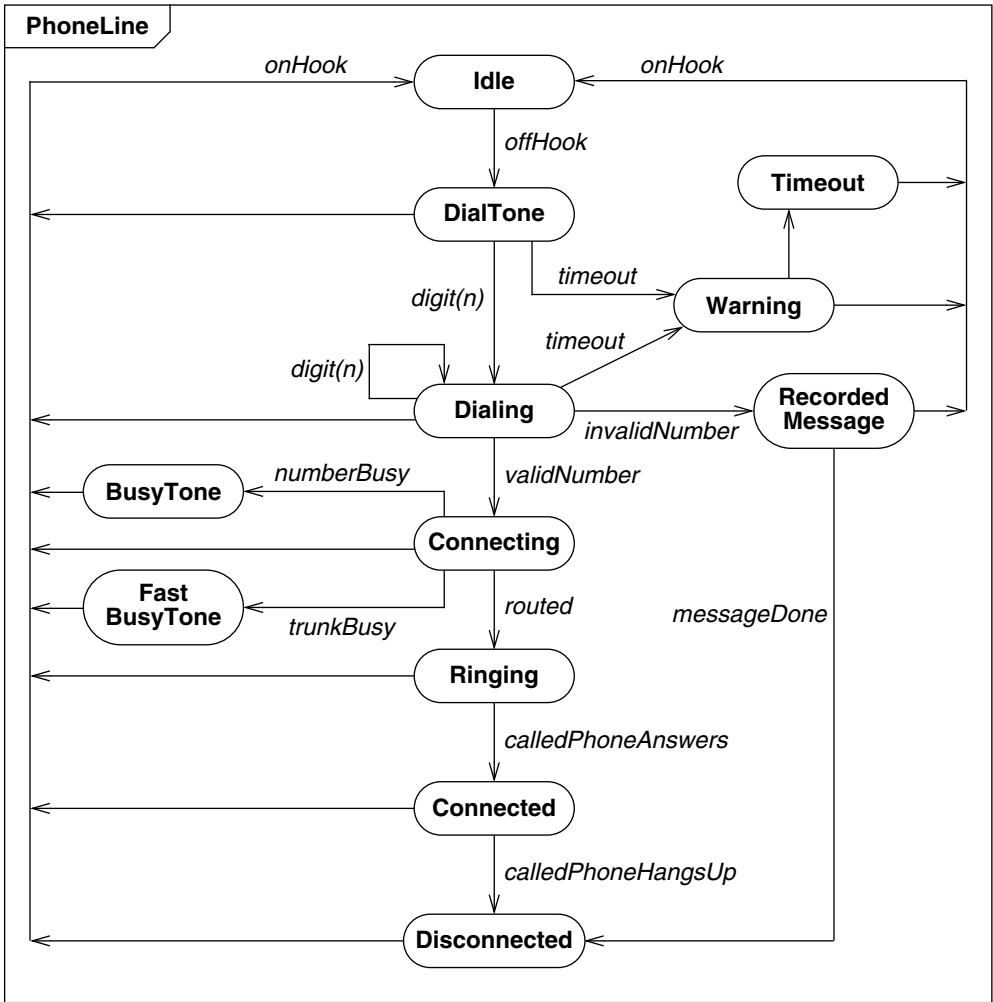 PhoneLine
onHook
Idle
onHook
offHook
Timeout
DialTone
timeout
Warning
digit(n)
timeout
digit(n)
Dialing
invalidNumber
Recorded
Message
validNumber
numberBusy
BusyTone
Connecting
Fast
BusyTone
trunkBusy
routed
messageDone
Ringing
calledPhoneAnswers
Connected
calledPhoneHangsUp
Disconnected